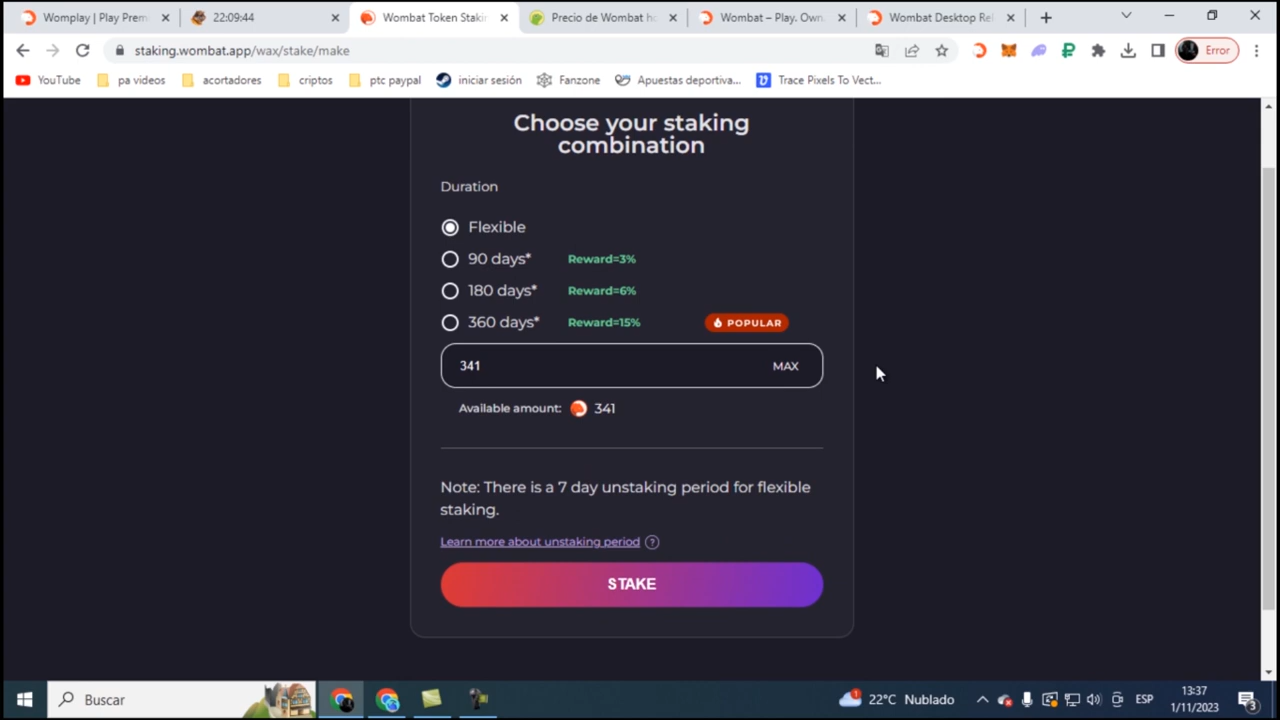 Womplay | Play Prem
22:09:44
Wombat Token Staki
Precio de Wombat h
Wombat – Play. Own.
Wombat Desktop Re
staking.wombat.app/wax/stake/make
Error
YouTube
pa videos
acortadores
criptos
ptc paypal
iniciar sesión
Fanzone
Apuestas deportiva...
Trace Pixels To Vect...
Choose your staking
combination
Duration
Flexible
90 days* Reward=3%
180 days* Reward=6%
360 days* Reward=15% POPULAR
341 MAX
Available amount: 341
Note: There is a 7 day unstaking period for flexible
staking.
Learn more about unstaking period ?
STAKE
Buscar
1
22°C Nublado
ESP
13:37
1/11/2023
3